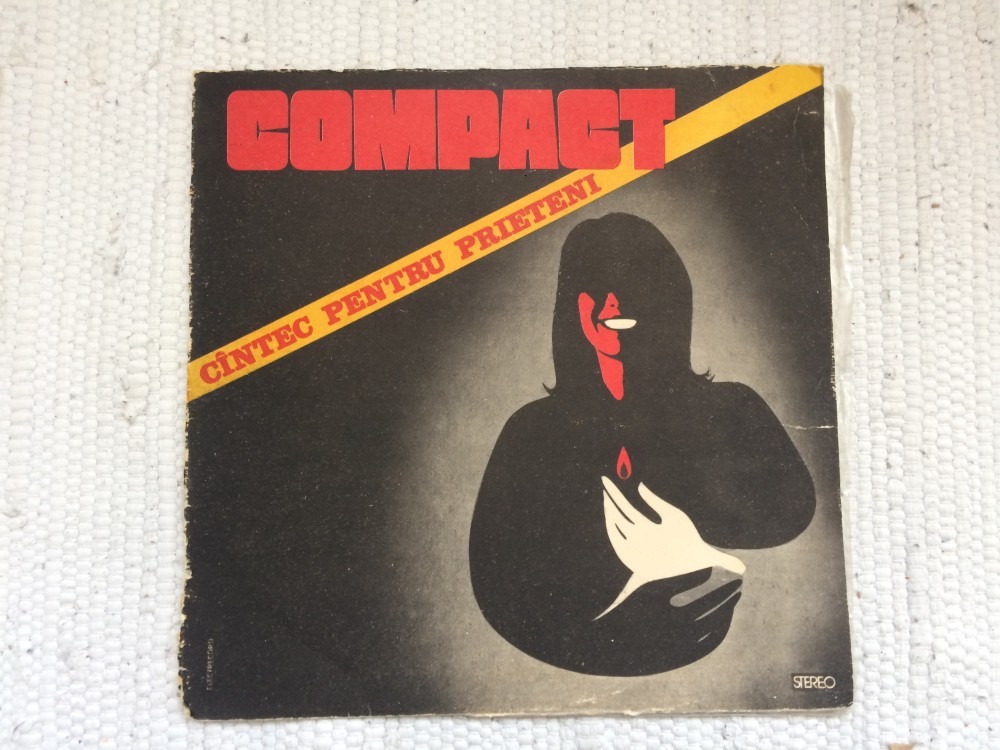 COMPACT
CÎNTEC PENTRU PRIETENI
STEREO